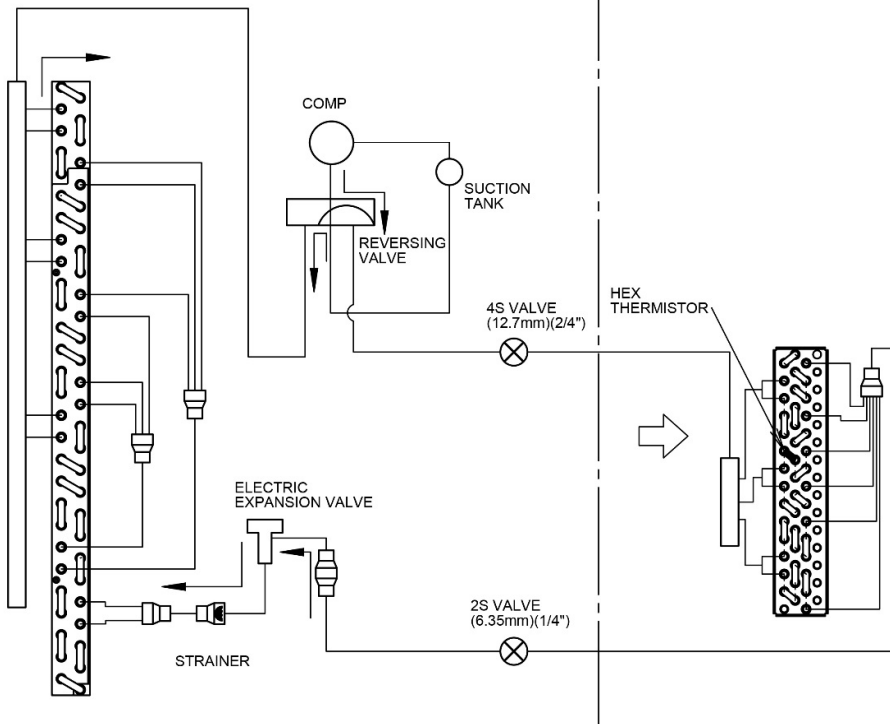 COMP
SUCTION
TANK
REVERSING
VALVE
4S VALVE
(12.7mm)(2/4")
HEX
THERMISTOR
ELECTRIC
EXPANSION VALVE
2S VALVE
(6.35mm)(1/4")
STRAINER